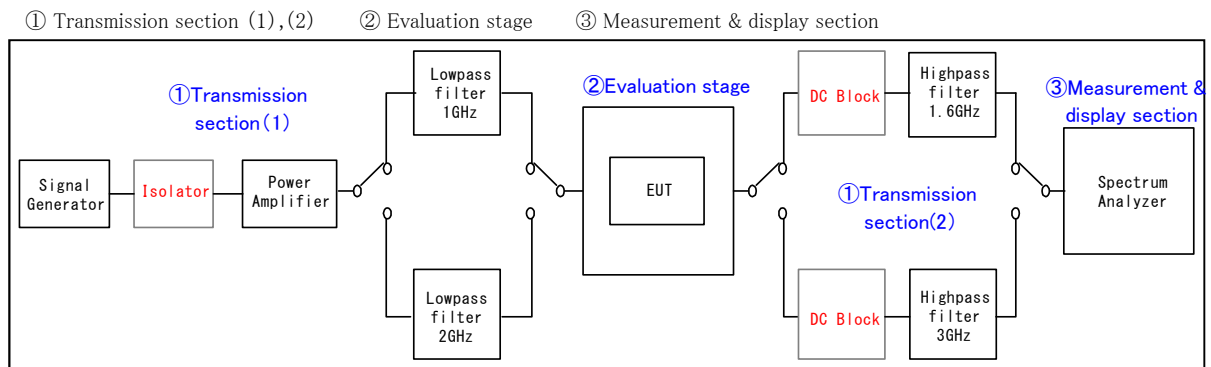 ① Transmission section (1),(2) ② Evaluation stage ③ Measurement & display section
①Transmission
section(1)
Lowpass
filter
1GHz
②Evaluation stage
DC Block
Highpass
filter
1.6GHz
③Measurement &
display section
Signal
Generator
Isolator
Power
Amplifier
EUT
①Transmission
section(2)
Spectrum
Analyzer
Lowpass
filter
2GHz
DC Block
Highpass
filter
3GHz